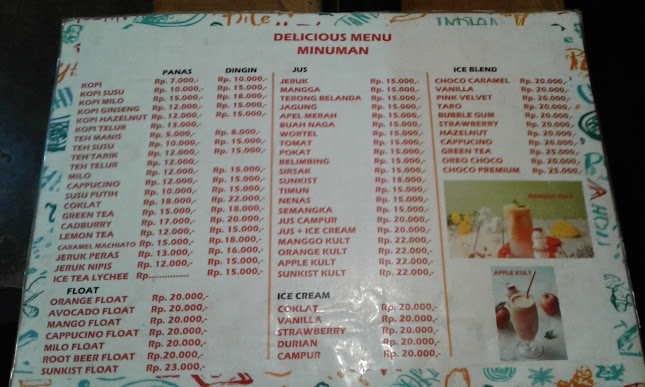 DELICIOUS MENU
MINUMAN
PANAS DINGIN
KOPI Rp. 7.000,- Rp. 10.000,-
KOPI SUSU Rp. 10.000,- Rp. 15.000,-
KOPI MILO Rp. 15.000,- Rp. 18.000,-
KOPI GINSENG Rp. 12.000,- Rp. 15.000,-
KOPI HAZELNUT Rp. 12.000,- Rp. 15.000,-
KOPI TELUR Rp. 13.000,-
TEH MANIS Rp. 5.000,- Rp. 8.000,-
TEH SUSU Rp. 10.000,- Rp. 15.000,-
TEH TARIK Rp. 12.000,- Rp. 15.000,-
TEH TELUR Rp. 12.000,-
MILO Rp. 12.000,- Rp. 15.000,-
CAPPUCINO Rp. 12.000,- Rp. 15.000,-
SUSU PUTIH Rp. 10.000,- Rp. 15.000,-
COKLAT Rp. 18.000,- Rp. 22.000,-
GREEN TEA Rp. 15.000,- Rp. 18.000,-
CADBURRY Rp. 17.000,- Rp. 20.000,-
LEMON TEA Rp. 12.000,- Rp. 15.000,-
CARAMEL MACHIATO Rp. 15.000,- Rp.18.000,-
JERUK PERAS Rp. 13.000,- Rp. 16.000,-
JERUK NIPIS Rp. 12.000,- Rp. 15.000,-
ICE TEA LYCHEE Rp............... Rp. 15.000,-
FLOAT
ORANGE FLOAT Rp. 20.000,-
AVOCADO FLOAT Rp. 20.000,-
MANGO FLOAT Rp. 20.000,-
CAPPUCINO FLOAT Rp. 20.000,-
MILO FLOAT Rp. 20.000,-
ROOT BEER FLOAT Rp.20.000,-
SUNKIST FLOAT Rp. 23.000,-
JUS
JERUK Rp. 15.000,-
MANGGA Rp. 15.000,-
TERONG BELANDA Rp. 15.000,-
JAGUNG Rp. 15.000,-
APEL MERAH Rp. 15.000,-
BUAH NAGA Rp. 15.000,-
WORTEL Rp. 15.000,-
TOMAT Rp. 15.000,-
POKAT Rp. 15.000,-
BELIMBING Rp. 15.000,-
SIRSAK Rp. 15.000,-
SUNKIST Rp. 18.000,-
TIMUN Rp. 15.000,-
NENAS Rp. 15.000,-
SEMANGKA Rp. 15.000,-
JUS CAMPUR Rp. 20.000,-
JUS + ICE CREAM Rp. 20.000,-
MANGGO KULT Rp. 22.000,-
ORANGE KULT Rp. 22.000,-
APPLE KULT Rp. 22.000,-
SUNKIST KULT Rp. 22.000,-
ICE CREAM
COKLAT Rp. 20.000,-
VANILLA Rp. 20.000,-
STRAWBERRY Rp. 20.000,-
DURIAN Rp. 20.000,-
CAMPUR Rp. 20.000,-
ICE BLEND
CHOCO CARAMEL Rp. 20.000,-
VANILLA Rp. 20.000,-
PINK VELVET Rp. 20.000,-
TARO Rp. 20.000,-
BUBBLE GUM Rp. 20.000,-
STRAWBERRY Rp. 20.000,-
HAZELNUT Rp. 20.000,-
CAPPUCINO Rp. 20.000,-
GREEN TEA Rp. 25.000,-
OREO CHOCO Rp. 20.000,-
CHOCO PREMIUM Rp. 25.000,-
MANGGO KULT
APPLE KULT